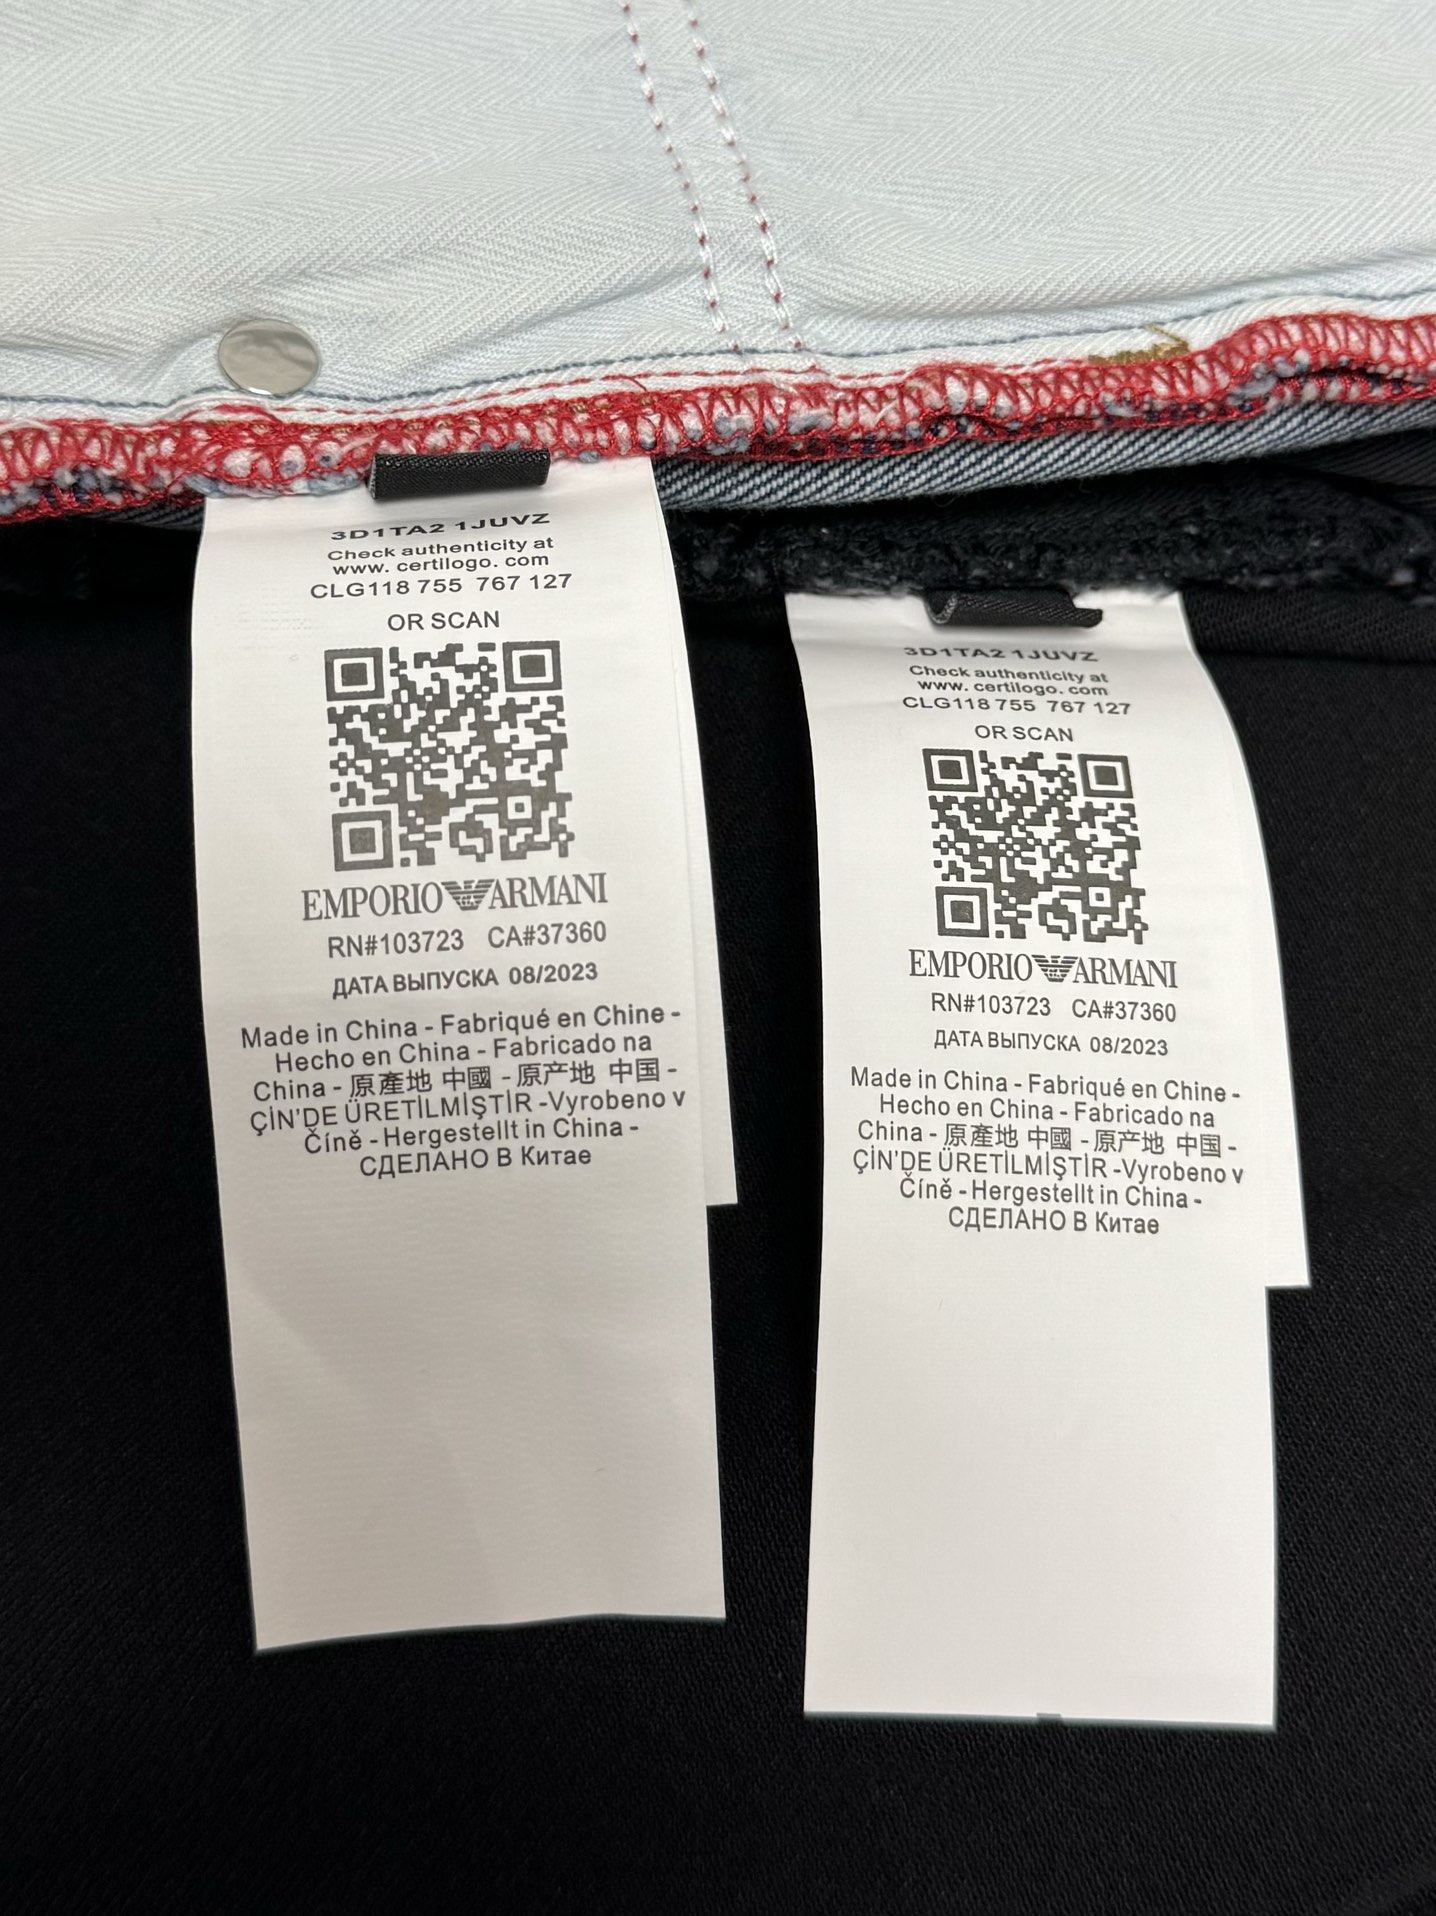 3D1TA2 1JUVZ
Check authenticity at
www. certilogo. com
CLG118 755 767 127
OR SCAN
EMPORIO ARMANI
RN#103723 CA#37360
ДАТА ВЫПУСКА 08/2023
Made in China - Fabriqué en Chine -
Hecho en China - Fabricado na
China - 原產地 中國 - 原产地 中国 -
ÇİN'DE ÜRETİLMİŞTİR -Vyrobeno v
Číně - Hergestellt in China -
СДЕЛАНО В Китае
3D1TA2 1JUVZ
Check authenticity at
www. certilogo. com
CLG118 755 767 127
OR SCAN
EMPORIO ARMANI
RN#103723 CA#37360
ДАТА ВЫПУСКА 08/2023
Made in China - Fabriqué en Chine -
Hecho en China - Fabricado na
China - 原產地 中國 - 原产地 中国 -
ÇİN'DE ÜRETİLMİŞTİR -Vyrobeno v
Číně - Hergestellt in China -
СДЕЛАНО В Китае